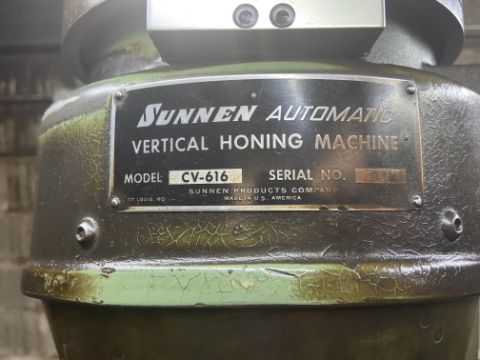 SUNNEN AUTOMATIC
VERTICAL HONING MACHINE
MODEL CV-616 SERIAL NO.
SUNNEN PRODUCTS COMPANY
ST. LOUIS, MO. MADE IN U.S. AMERICA